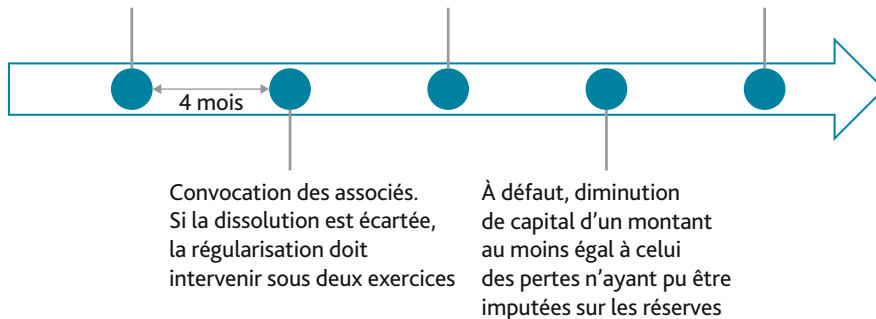 4 mois
Convocation des associés.
Si la dissolution est écartée,
la régularisation doit
intervenir sous deux exercices
À défaut, diminution
de capital d'un montant
au moins égal à celui
des pertes n'ayant pu être
imputées sur les réserves